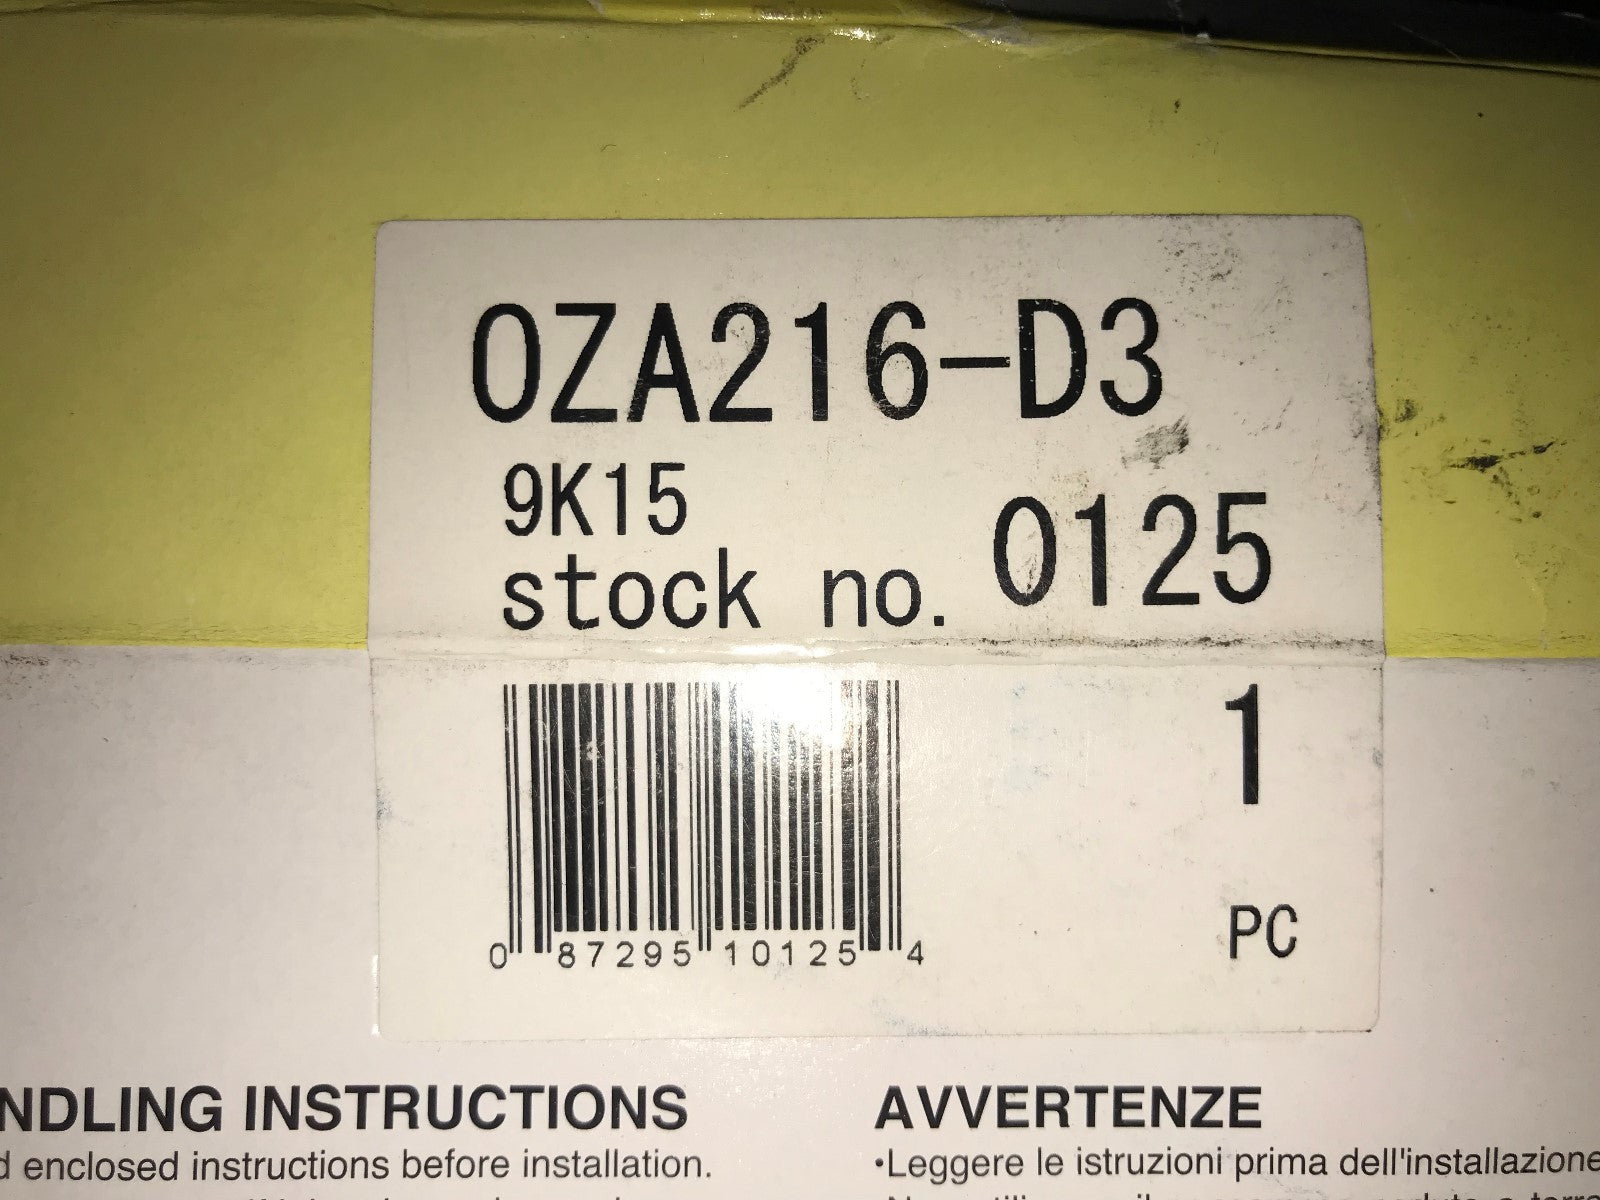 OZA216-D3
9K15
stock no. 0125
1
PC
0 87295 10125 4
NDLING INSTRUCTIONS
d enclosed instructions before installation.
AVVERTENZE
•Leggere le istruzioni prima dell'installazione